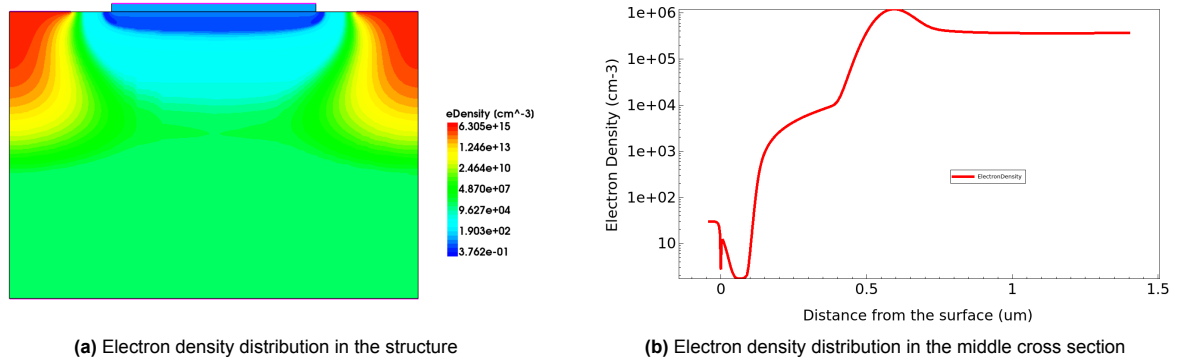 eDensity (cm^-3)
6.305e+15
1.246e+13
2.464e+10
4.870e+07
9.627e+04
1.903e+02
3.762e-01
(a) Electron density distribution in the structure
Electron Density (cm-3)
1e+06
1e+05
1e+04
1e+03
1e+02
10
ElectronDensity
0
0.5
1
1.5
Distance from the surface (um)
(b) Electron density distribution in the middle cross section